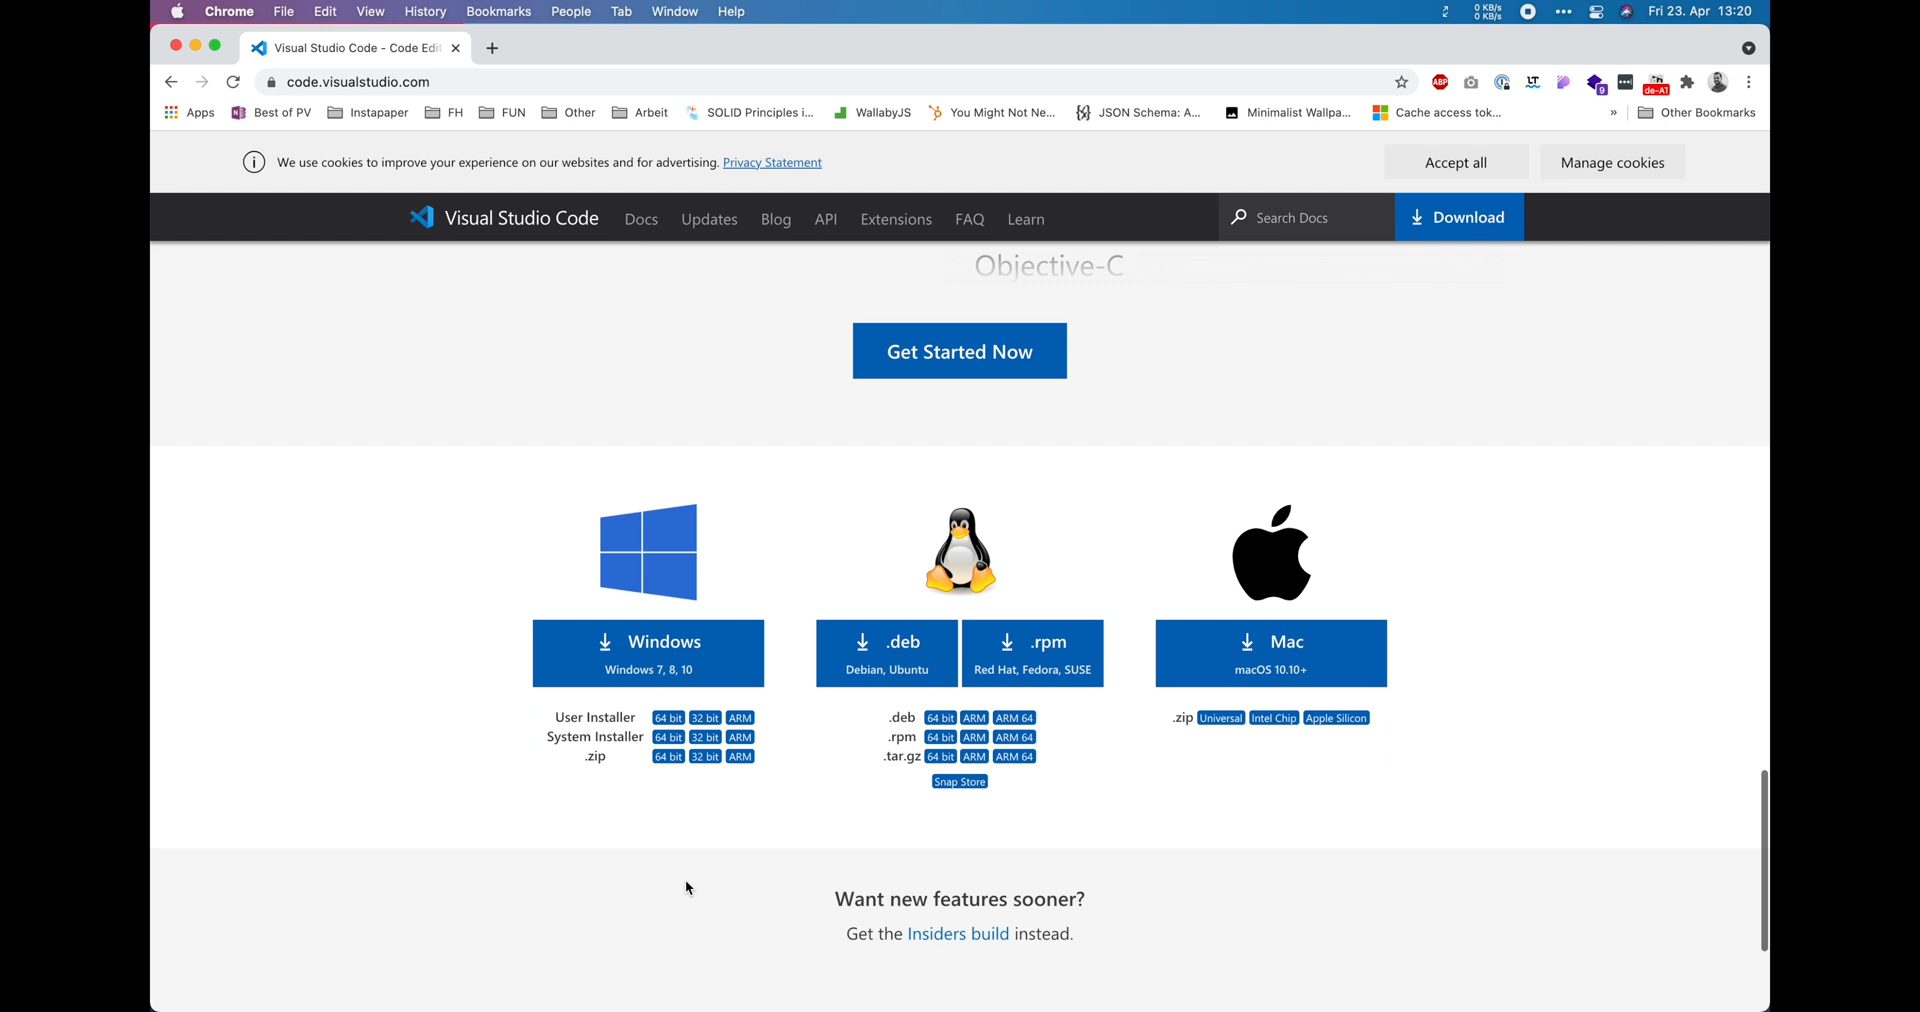 Chrome File Edit View History Bookmarks People Tab Window Help
0 KB/s
0 KB/s
Fri 23. Apr 13:20
Visual Studio Code - Code Edit
code.visualstudio.com
ABP
LT
9
de-AT
Apps Best of PV Instapaper FH FUN Other Arbeit SOLID Principles i... WallabyJS You Might Not Ne... JSON Schema: A... Minimalist Wallpa... Cache access tok... » Other Bookmarks
We use cookies to improve your experience on our websites and for advertising. Privacy Statement
Accept all
Manage cookies
Visual Studio Code Docs Updates Blog API Extensions FAQ Learn Search Docs Download
Objective-C
Get Started Now
Windows
Windows 7, 8, 10
.deb
Debian, Ubuntu
.rpm
Red Hat, Fedora, SUSE
Mac
macOS 10.10+
User Installer 64 bit 32 bit ARM
System Installer 64 bit 32 bit ARM
.zip 64 bit 32 bit ARM
.deb 64 bit ARM ARM 64
.rpm 64 bit ARM ARM 64
.tar.gz 64 bit ARM ARM 64
Snap Store
.zip Universal Intel Chip Apple Silicon
Want new features sooner?
Get the Insiders build instead.